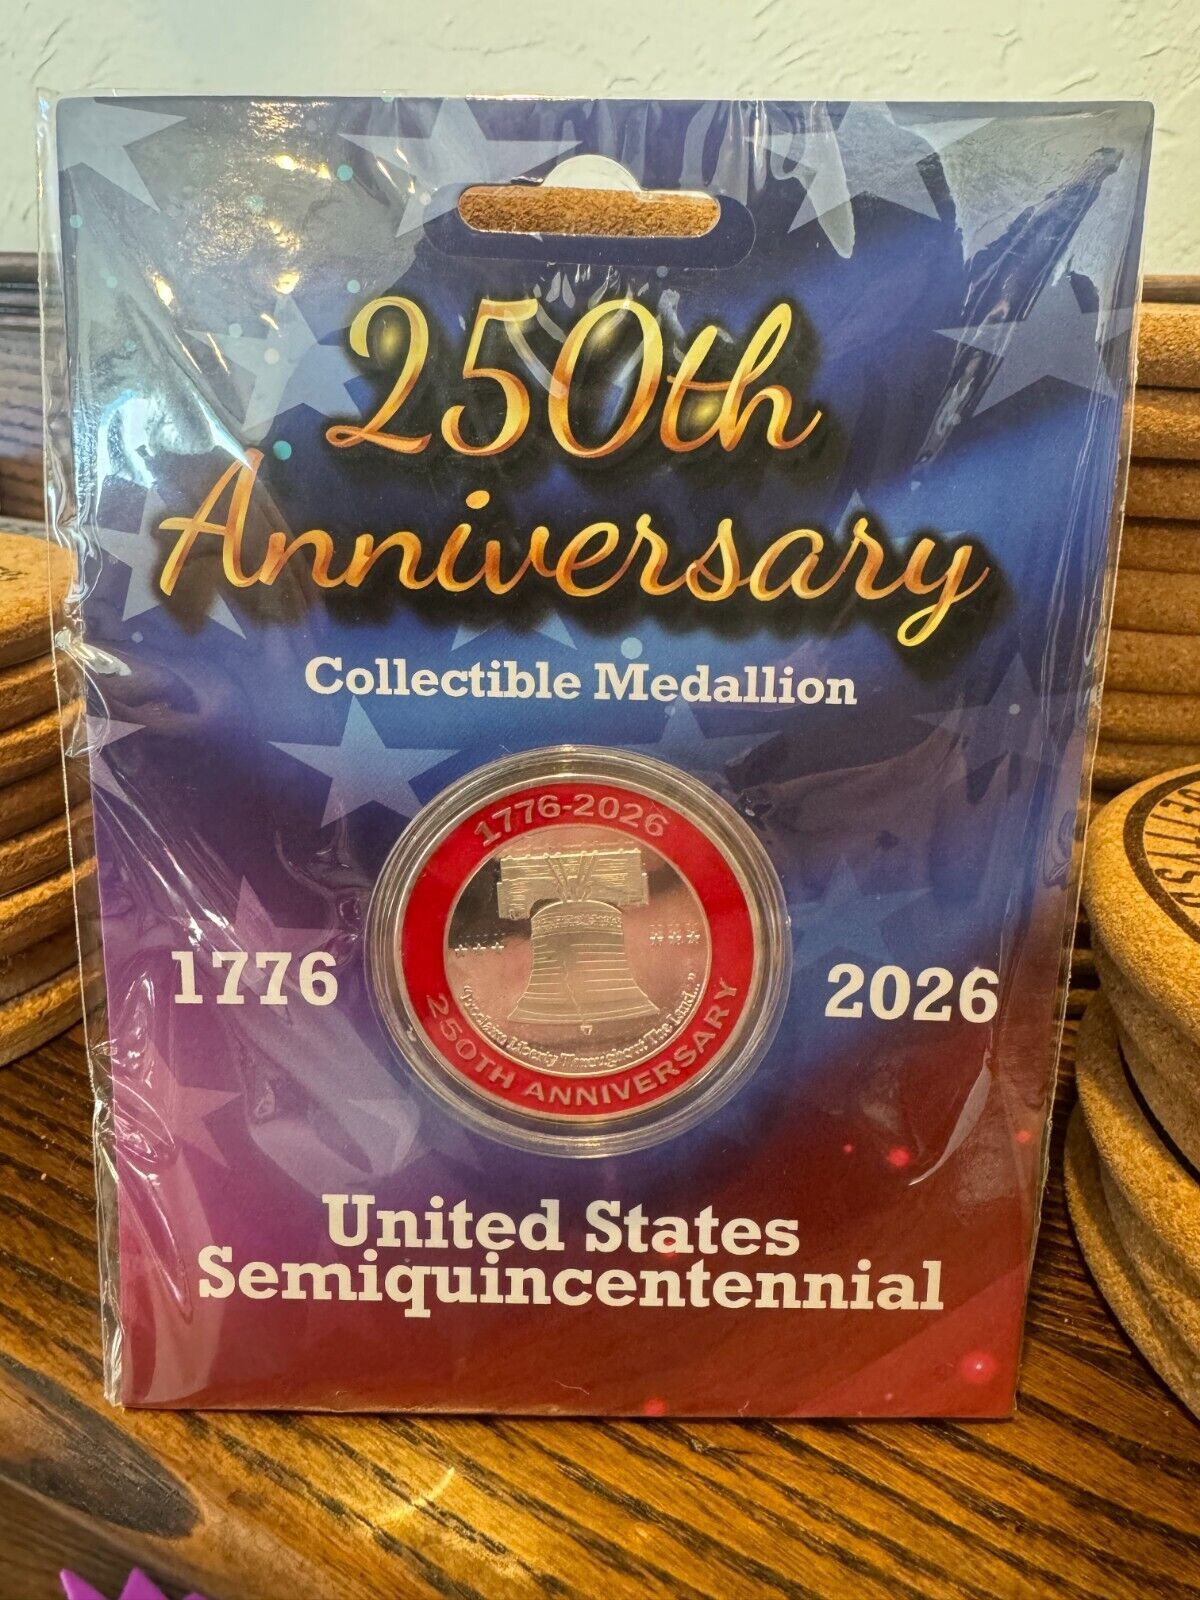 250th
Anniversary
Collectible Medallion
1776-2026
"Proclaim Liberty Throughout The Land..."
250TH ANNIVERSARY
1776
2026
United States
Semiquincentennial